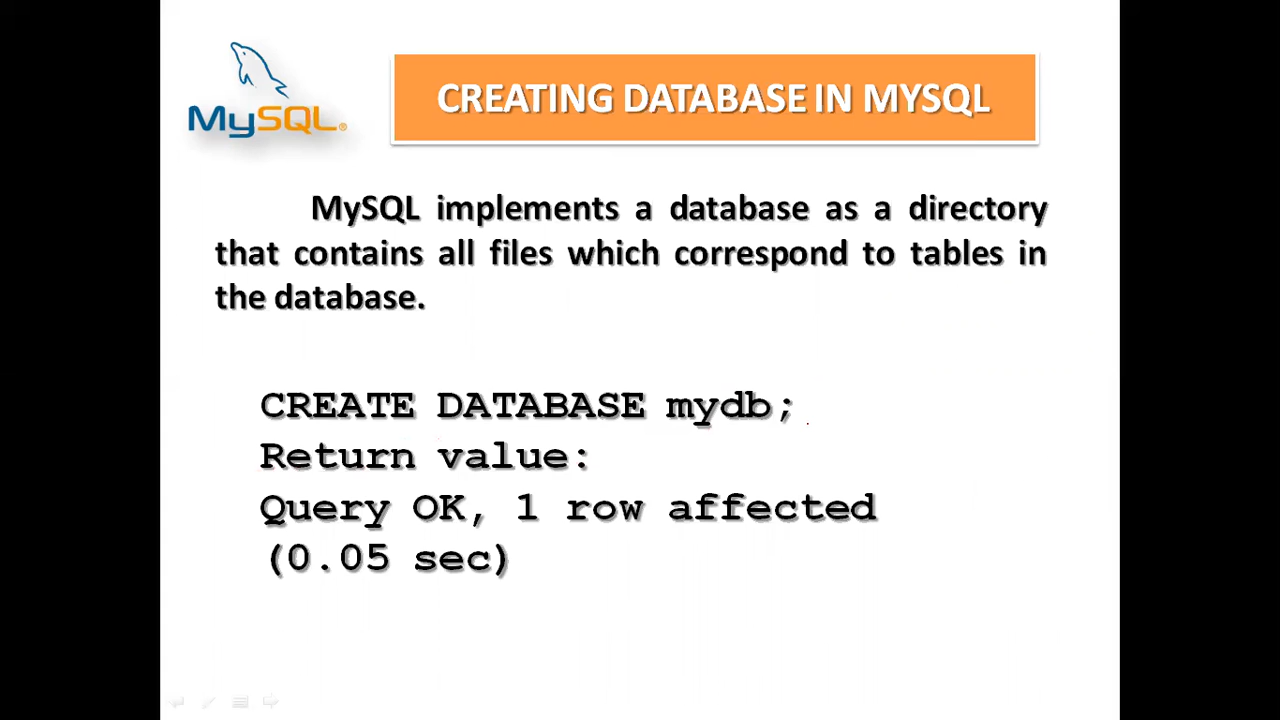 MySQL®
CREATING DATABASE IN MYSQL
MySQL implements a database as a directory
that contains all files which correspond to tables in
the database.
CREATE DATABASE mydb;
Return value:
Query OK, 1 row affected
(0.05 sec)